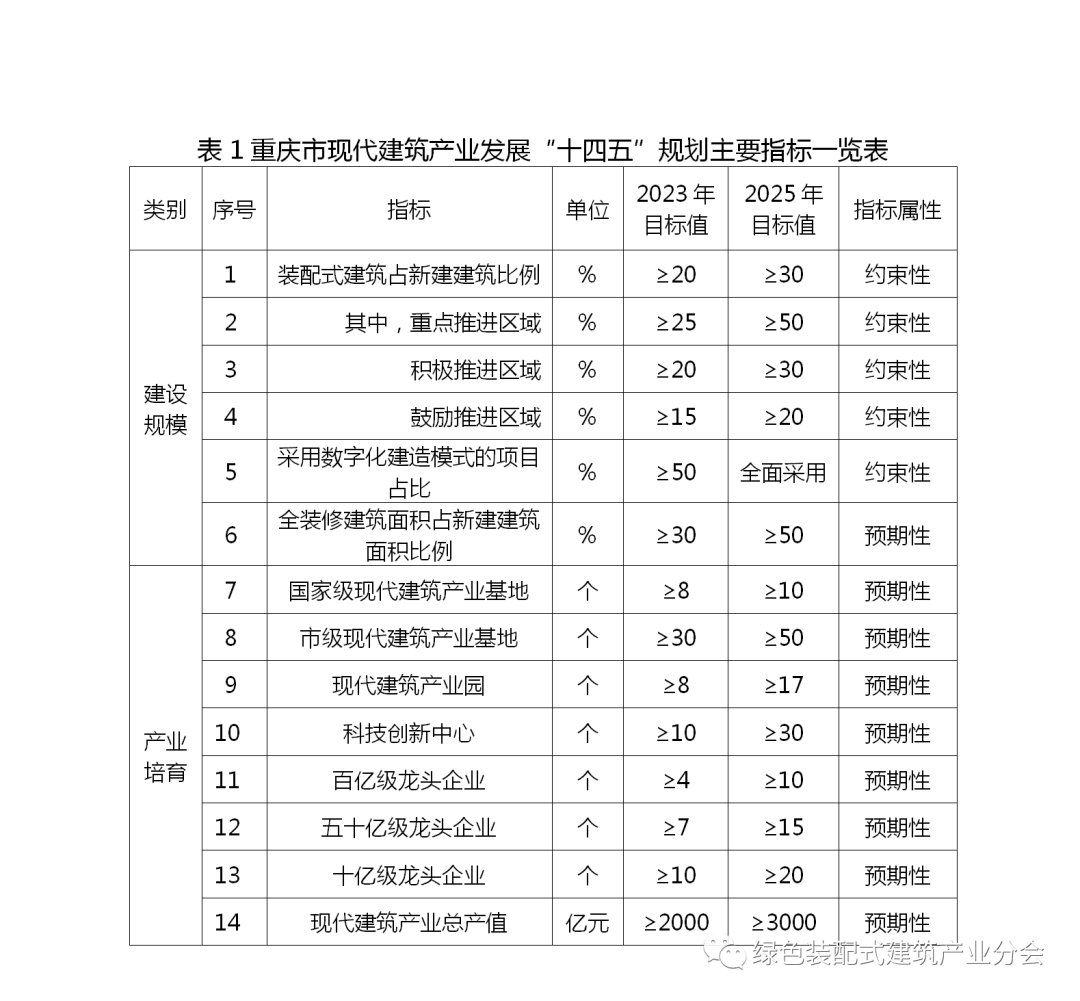 表 1 重庆市现代建筑产业发展“十四五”规划主要指标一览表
类别 序号 指标 单位 2023 年目标值 2025 年目标值 指标属性
建设规模
1 装配式建筑占新建建筑比例 % ≥20 ≥30 约束性
2 其中，重点推进区域 % ≥25 ≥50 约束性
3 积极推进区域 % ≥20 ≥30 约束性
4 鼓励推进区域 % ≥15 ≥20 约束性
5 采用数字化建造模式的项目占比 % ≥50 全面采用 约束性
6 全装修建筑面积占新建建筑面积比例 % ≥30 ≥50 预期性
产业培育
7 国家级现代建筑产业基地 个 ≥8 ≥10 预期性
8 市级现代建筑产业基地 个 ≥30 ≥50 预期性
9 现代建筑产业园 个 ≥8 ≥17 预期性
10 科技创新中心 个 ≥10 ≥30 预期性
11 百亿级龙头企业 个 ≥4 ≥10 预期性
12 五十亿级龙头企业 个 ≥7 ≥15 预期性
13 十亿级龙头企业 个 ≥10 ≥20 预期性
14 现代建筑产业总产值 亿元 ≥2000 ≥3000 预期性
绿色装配式建筑产业分会